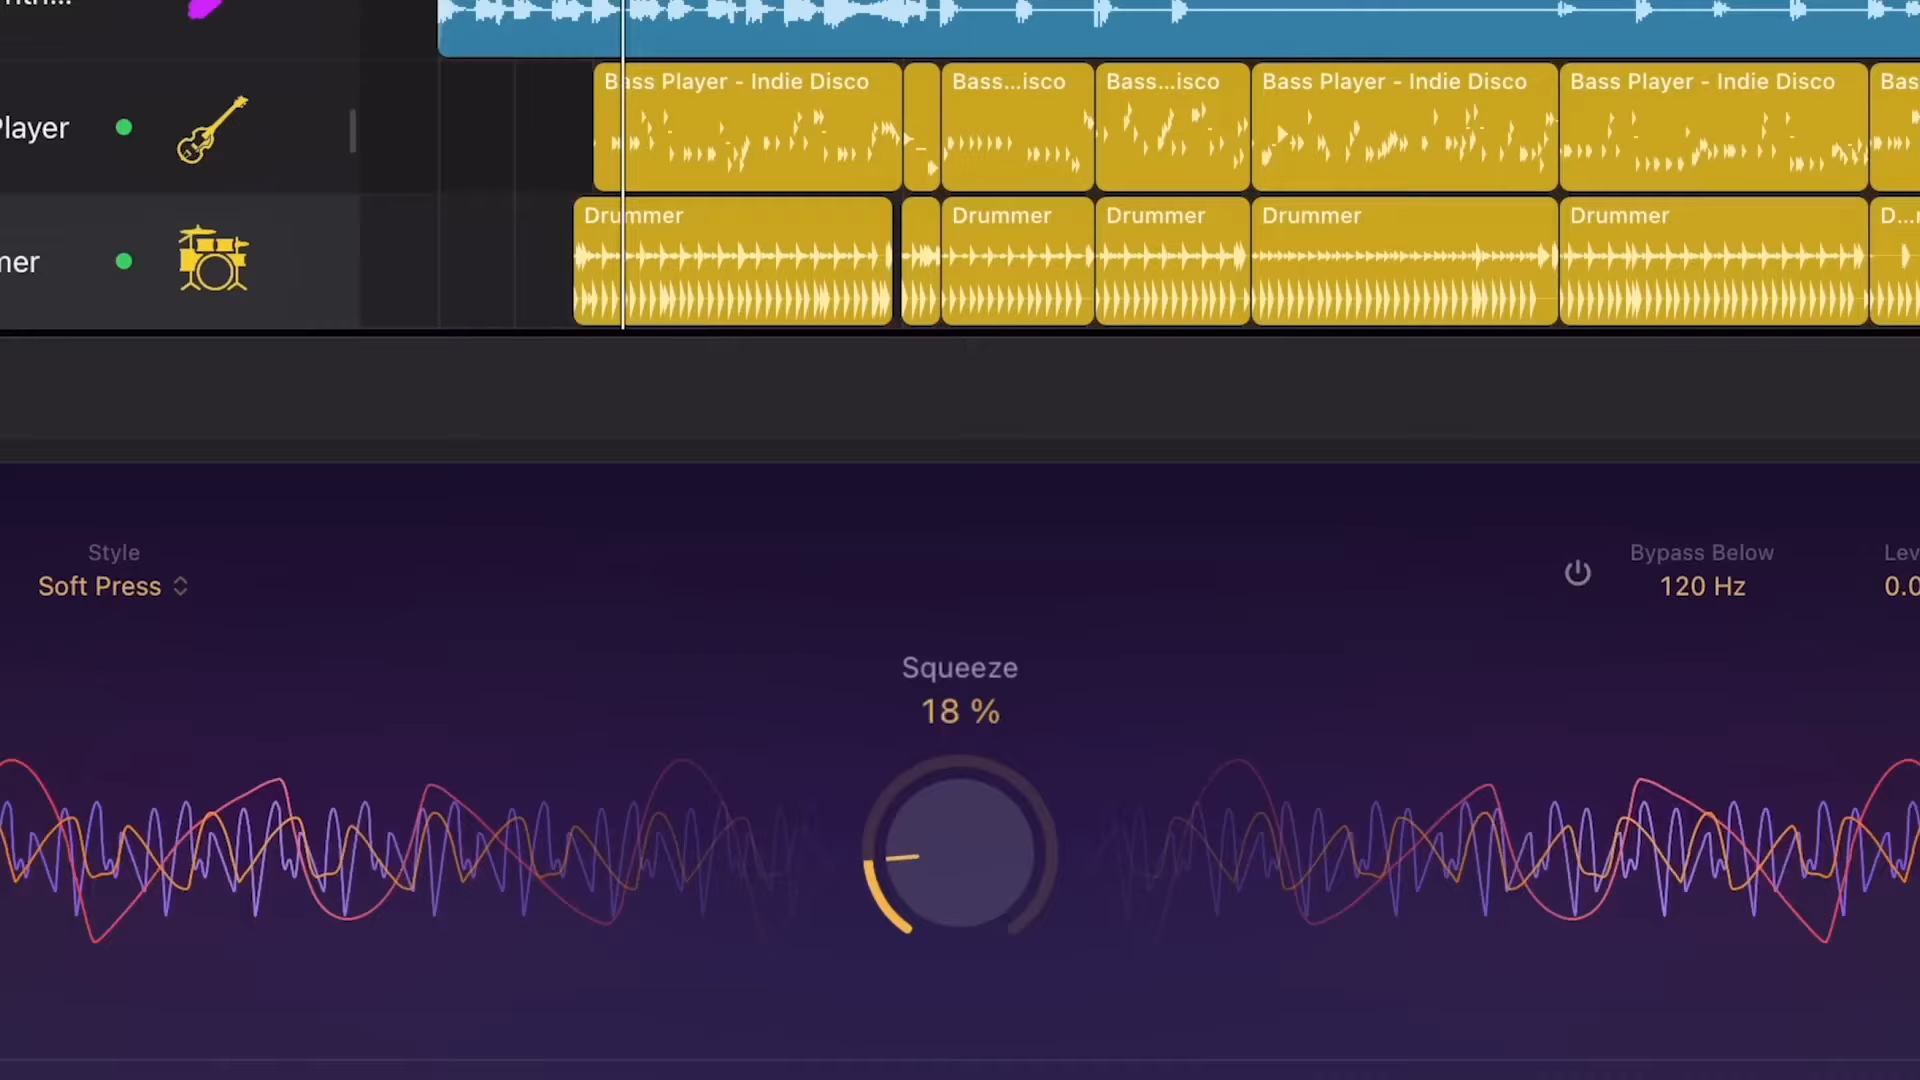 Player
Bass Player - Indie Disco
Bass...isco
Bass...isco
Bass Player - Indie Disco
Bass Player - Indie Disco
Bas
mer
Drummer
Drummer
Drummer
Drummer
Drummer
D...r
Style
Soft Press
Bypass Below
120 Hz
Lev
0.0
Squeeze
18 %